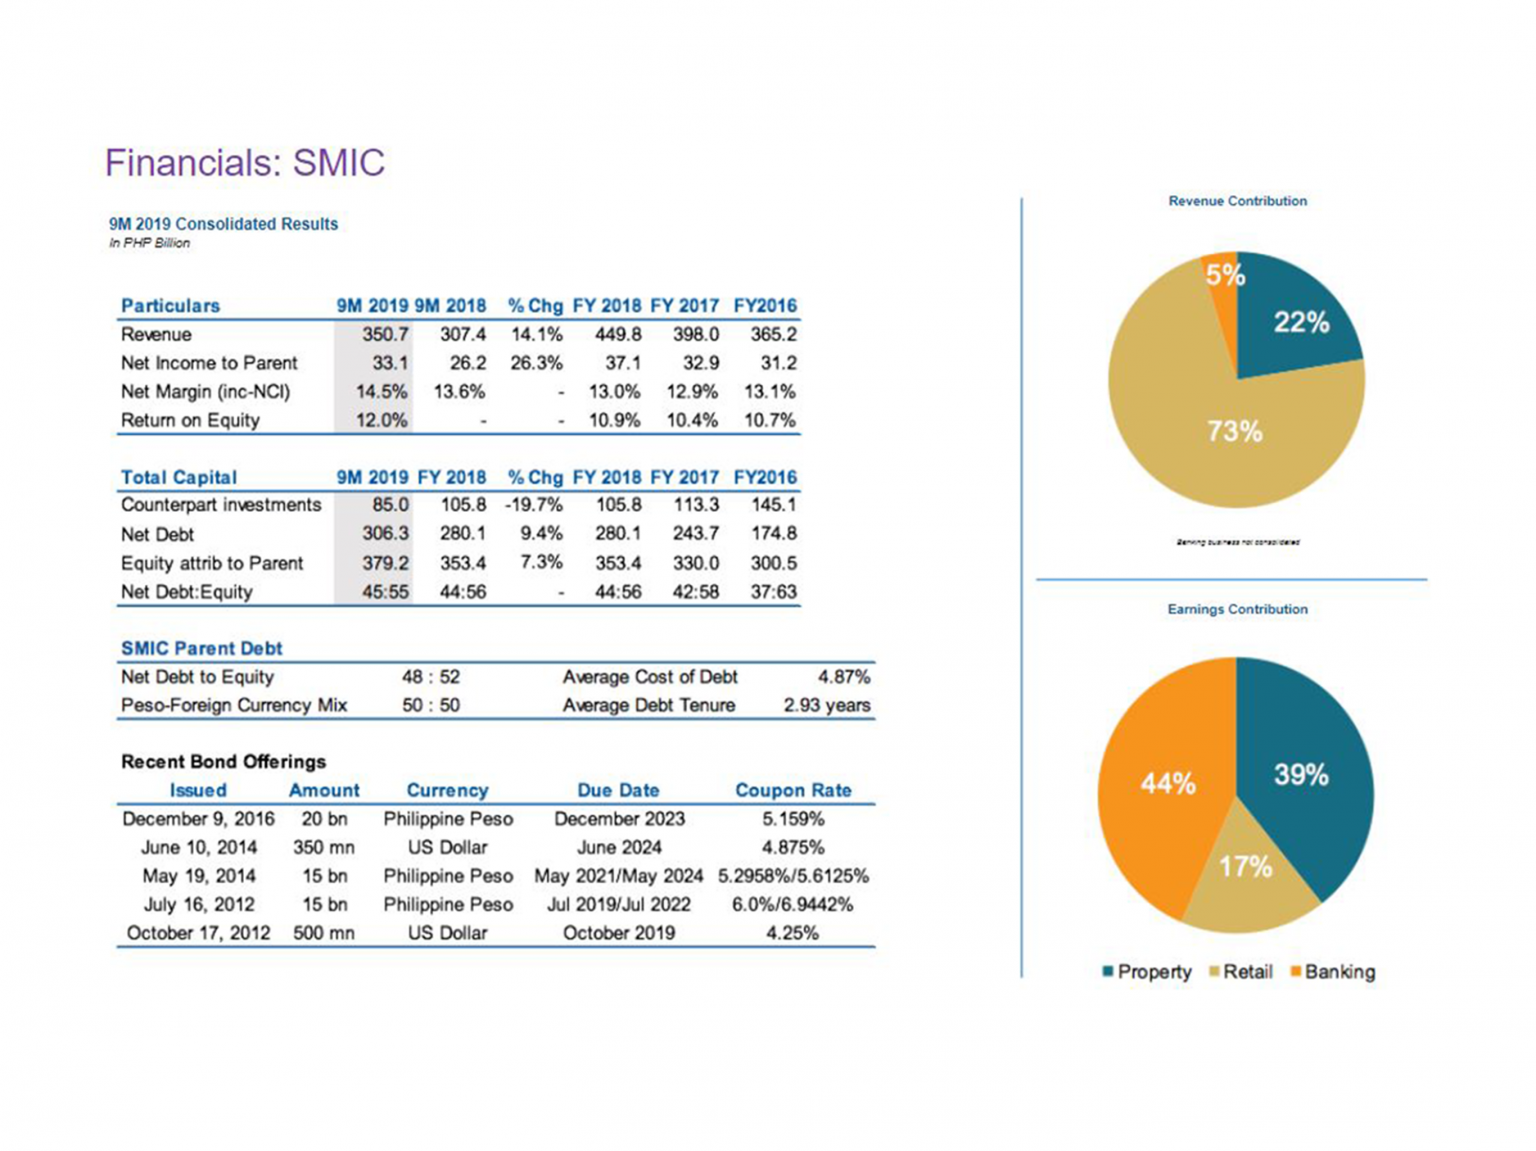 Financials: SMIC
9M 2019 Consolidated Results
In PHP Billion
Particulars 9M 2019 9M 2018 % Chg FY 2018 FY 2017 FY2016
Revenue 350.7 307.4 14.1% 449.8 398.0 365.2
Net Income to Parent 33.1 26.2 26.3% 37.1 32.9 31.2
Net Margin (inc-NCI) 14.5% 13.6% - 13.0% 12.9% 13.1%
Return on Equity 12.0% - - 10.9% 10.4% 10.7%
Total Capital 9M 2019 FY 2018 % Chg FY 2018 FY 2017 FY2016
Counterpart investments 85.0 105.8 -19.7% 105.8 113.3 145.1
Net Debt 306.3 280.1 9.4% 280.1 243.7 174.8
Equity attrib to Parent 379.2 353.4 7.3% 353.4 330.0 300.5
Net Debt:Equity 45:55 44:56 - 44:56 42:58 37:63
SMIC Parent Debt
Net Debt to Equity 48 : 52 Average Cost of Debt 4.87%
Peso-Foreign Currency Mix 50 : 50 Average Debt Tenure 2.93 years
Recent Bond Offerings
Issued Amount Currency Due Date Coupon Rate
December 9, 2016 20 bn Philippine Peso December 2023 5.159%
June 10, 2014 350 mn US Dollar June 2024 4.875%
May 19, 2014 15 bn Philippine Peso May 2021/May 2024 5.2958%/5.6125%
July 16, 2012 15 bn Philippine Peso Jul 2019/Jul 2022 6.0%/6.9442%
October 17, 2012 500 mn US Dollar October 2019 4.25%
Revenue Contribution
5%
22%
73%
Banking business not consolidated
Earnings Contribution
44%
39%
17%
Property Retail Banking